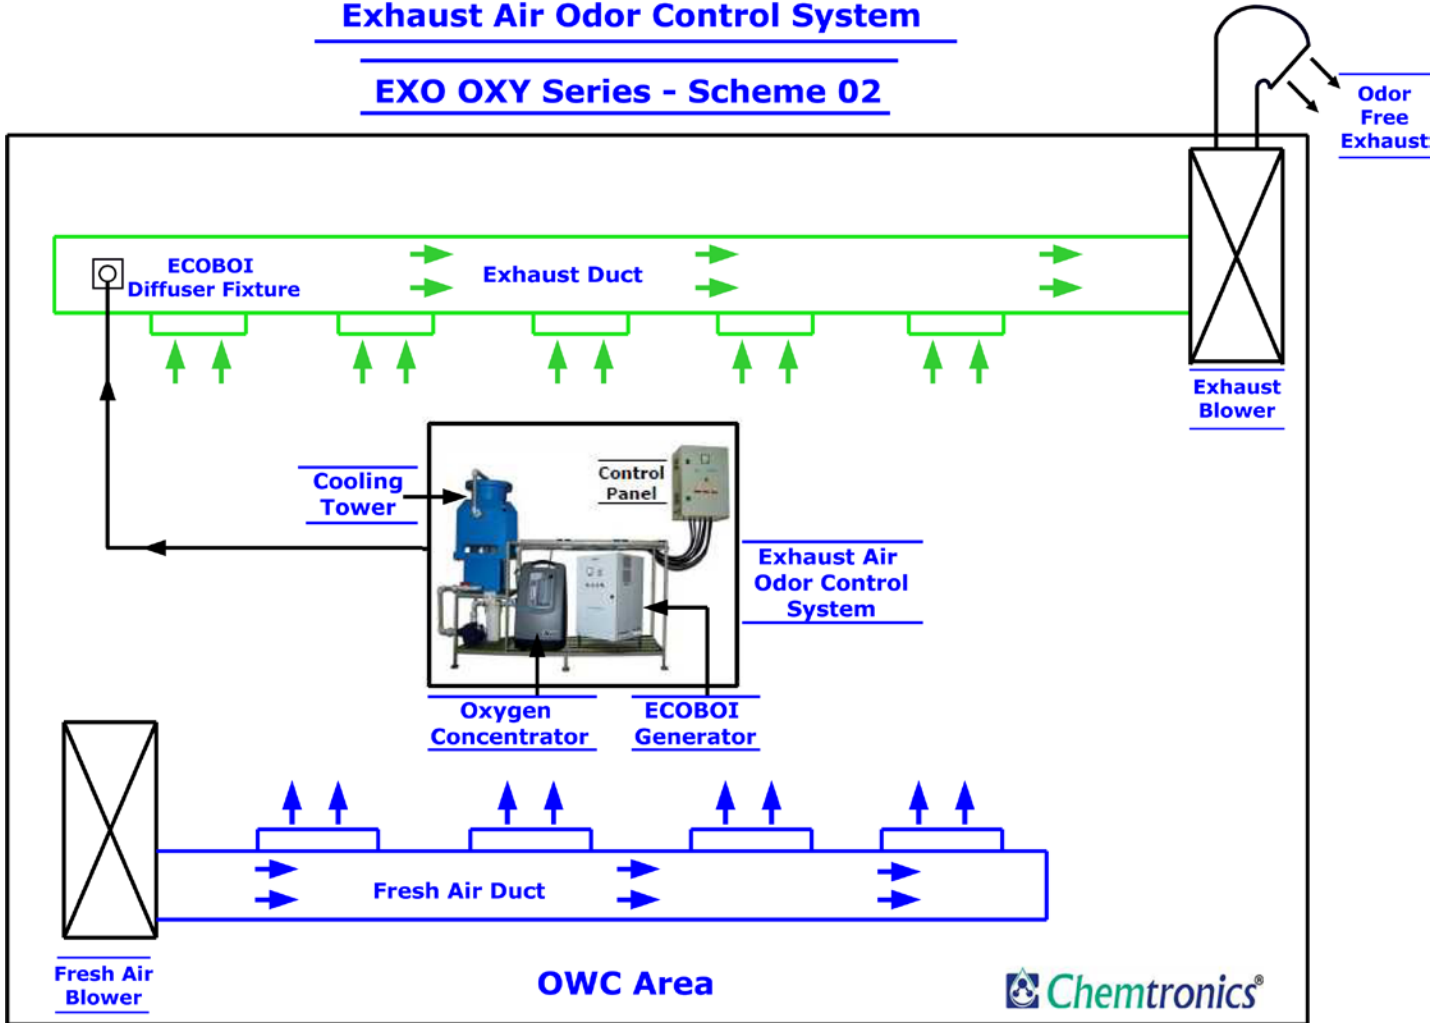 Exhaust Air Odor Control System
EXO OXY Series - Scheme 02
Odor
Free
Exhaust
ECOBOI
Diffuser Fixture
Exhaust Duct
Exhaust
Blower
Cooling
Tower
Control
Panel
Exhaust Air
Odor Control
System
Oxygen
Concentrator
ECOBOI
Generator
Fresh Air Duct
Fresh Air
Blower
OWC Area
Chemtronics®